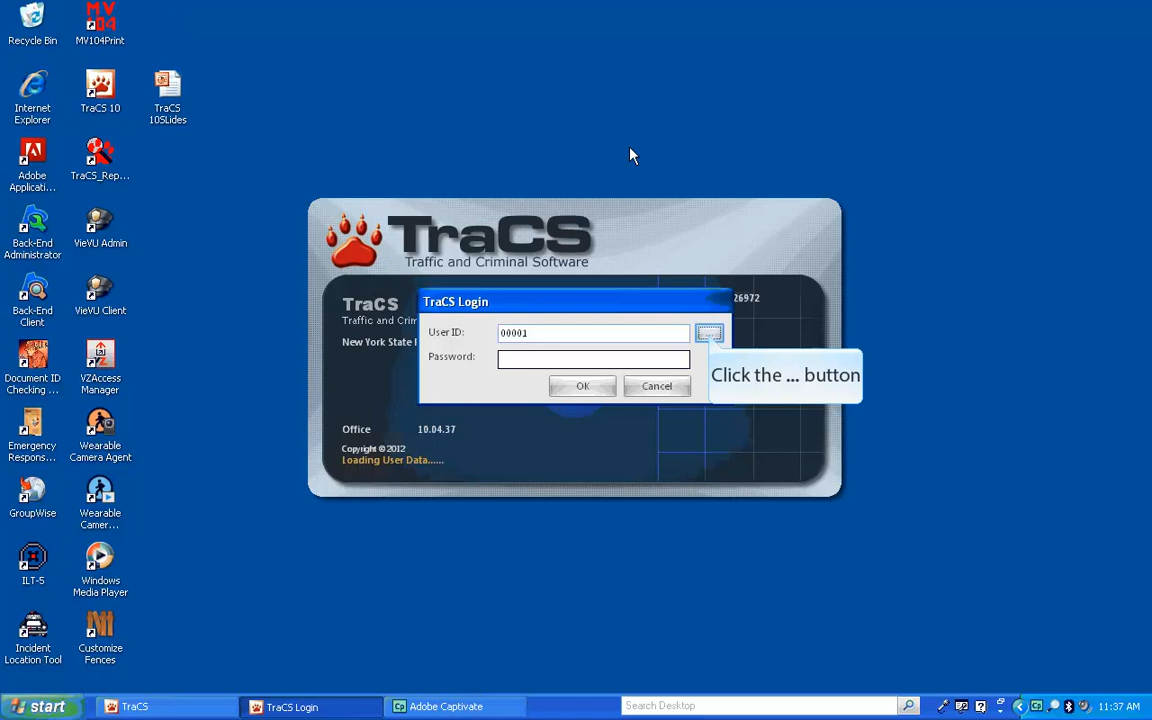 Recycle Bin
MV104Print
MV
104
Internet
Explorer
TraCS 10
TraCS
10SLides
Adobe
Applicati...
TraCS_Rep...
Back-End
Administrator
VieVU Admin
Back-End
Client
VieVU Client
Document ID
Checking ...
VZAccess
Manager
Emergency
Respons...
Wearable
Camera Agent
GroupWise
Wearable
Camer...
ILT-5
Windows
Media Player
Incident
Location Tool
Customize
Fences
TraCS
Traffic and Criminal Software
TraCS
Traffic and Crim
26972
New York State
TraCS Login
User ID:
00001
...
Password:
OK
Cancel
Click the ... button
Office
10.04.37
Copyright ©2012
Loading User Data......
start
TraCS
TraCS Login
Cp
Adobe Captivate
Search Desktop
11:37 AM